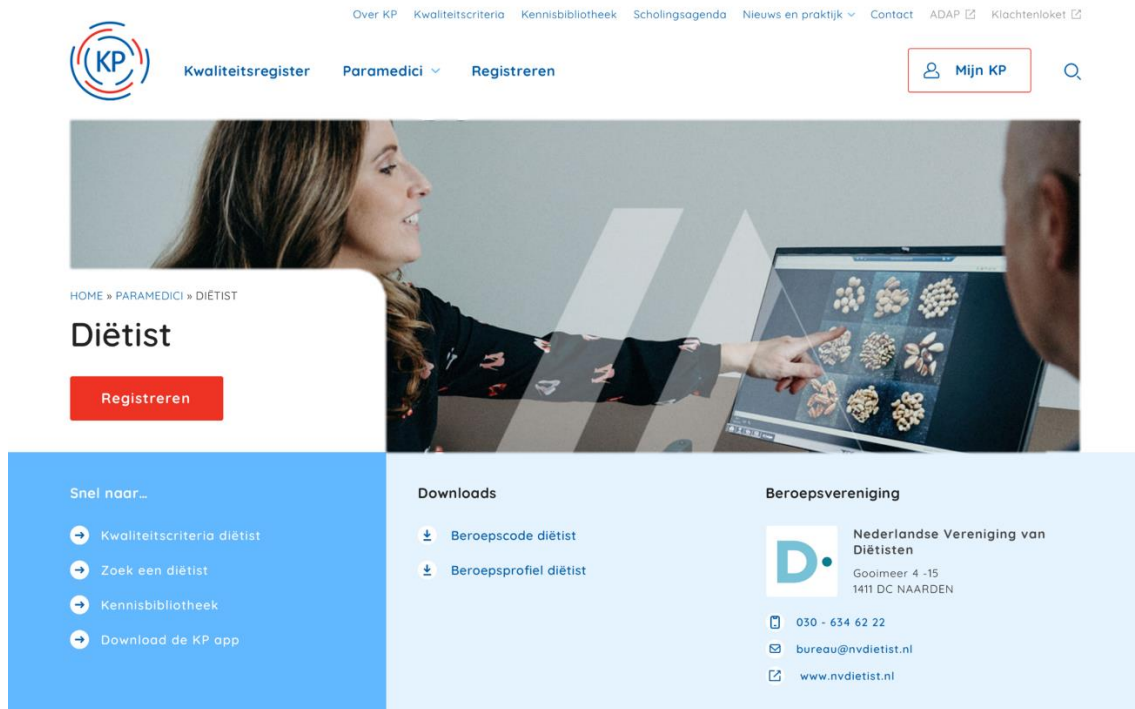 Over KP Kwaliteitscriteria Kennisbibliotheek Scholingsagenda Nieuws en praktijk Contact ADAP Klachtenloket
KP
Kwaliteitsregister Paramedici Registreren Mijn KP
HOME » PARAMEDICI » DIËTIST
Diëtist
Registreren
Snel naar…
Kwaliteitscriteria diëtist
Zoek een diëtist
Kennisbibliotheek
Download de KP app
Downloads
Beroepscode diëtist
Beroepsprofiel diëtist
Beroepsvereniging
D
Nederlandse Vereniging van
Diëtisten
Gooimeer 4 -15
1411 DC NAARDEN
030 - 634 62 22
bureau@nvdietist.nl
www.nvdietist.nl